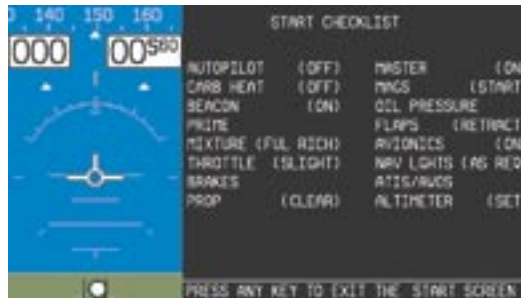 140 150 160
START CHECKLIST
000
00560
AUTOPILOT (OFF)
CARB HEAT (OFF)
BEACON (ON)
PRIME
MIXTURE (FUL RICH)
THROTTLE (SLIGHT)
BRAKES
PROP (CLEAR)
MASTER (ON
MAGS (START
OIL PRESSURE
FLAPS (RETRACT
AVIONICS (ON
NAV LGHTS (AS REQ
ATIS/AWOS
ALTIMETER (SET
PRESS ANY KEY TO EXIT THE START SCREEN